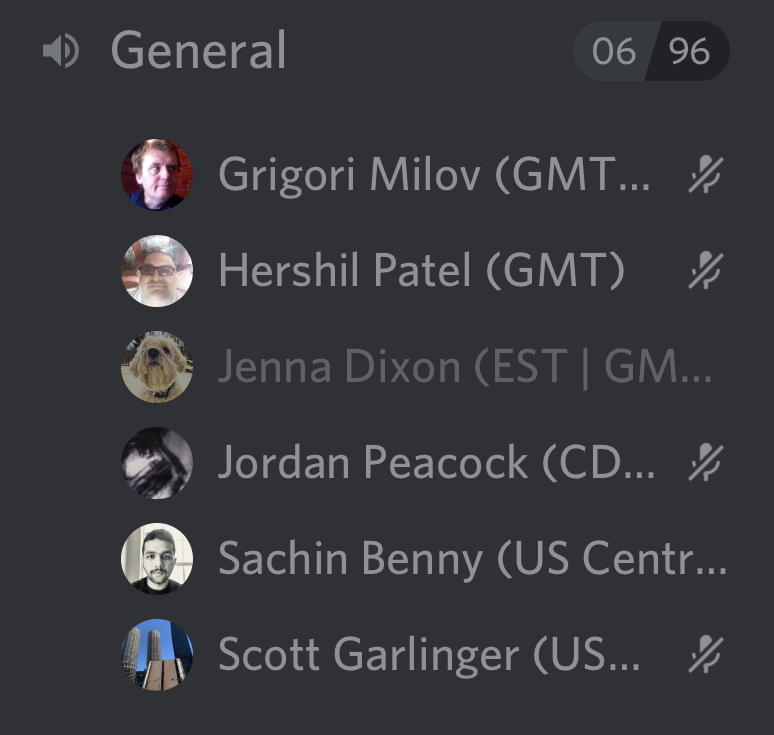 General 06 96
Grigori Milov (GMT...
Hershil Patel (GMT)
Jenna Dixon (EST | GM...
Jordan Peacock (CD...
Sachin Benny (US Centr...
Scott Garlinger (US...